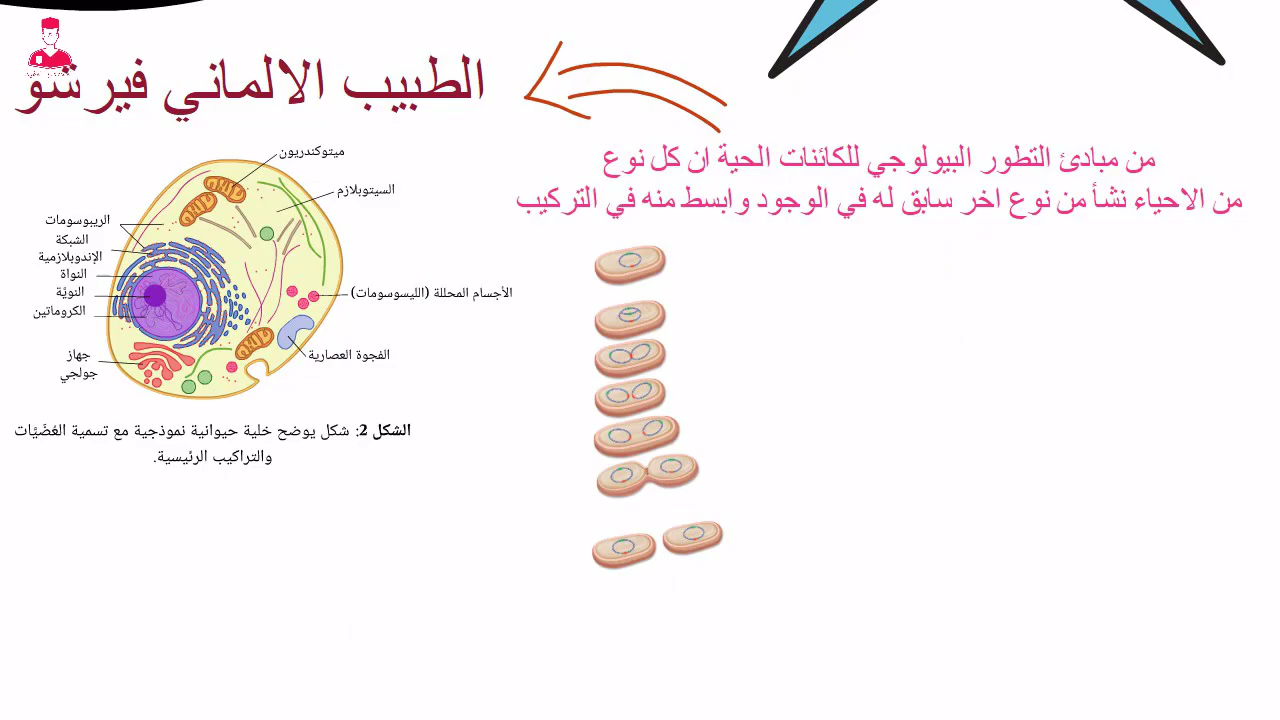 الطبيب الالماني فيرشو
من مبادئ التطور البيولوجي للكائنات الحية ان كل نوع
من الاحياء نشأ من نوع اخر سابق له في الوجود وابسط منه في التركيب
ميتوكندريون
السيتوبلازم
الريبوسومات
الشبكة
الإندوبلازمية
النواة
النويَّة
الكروماتين
الأجسام المحللة (الليسوسومات)
الفجوة العصارية
جهاز
جولجي
الشكل 2: شكل يوضح خلية حيوانية نموذجية مع تسمية العُضَيَّات
والتراكيب الرئيسية.